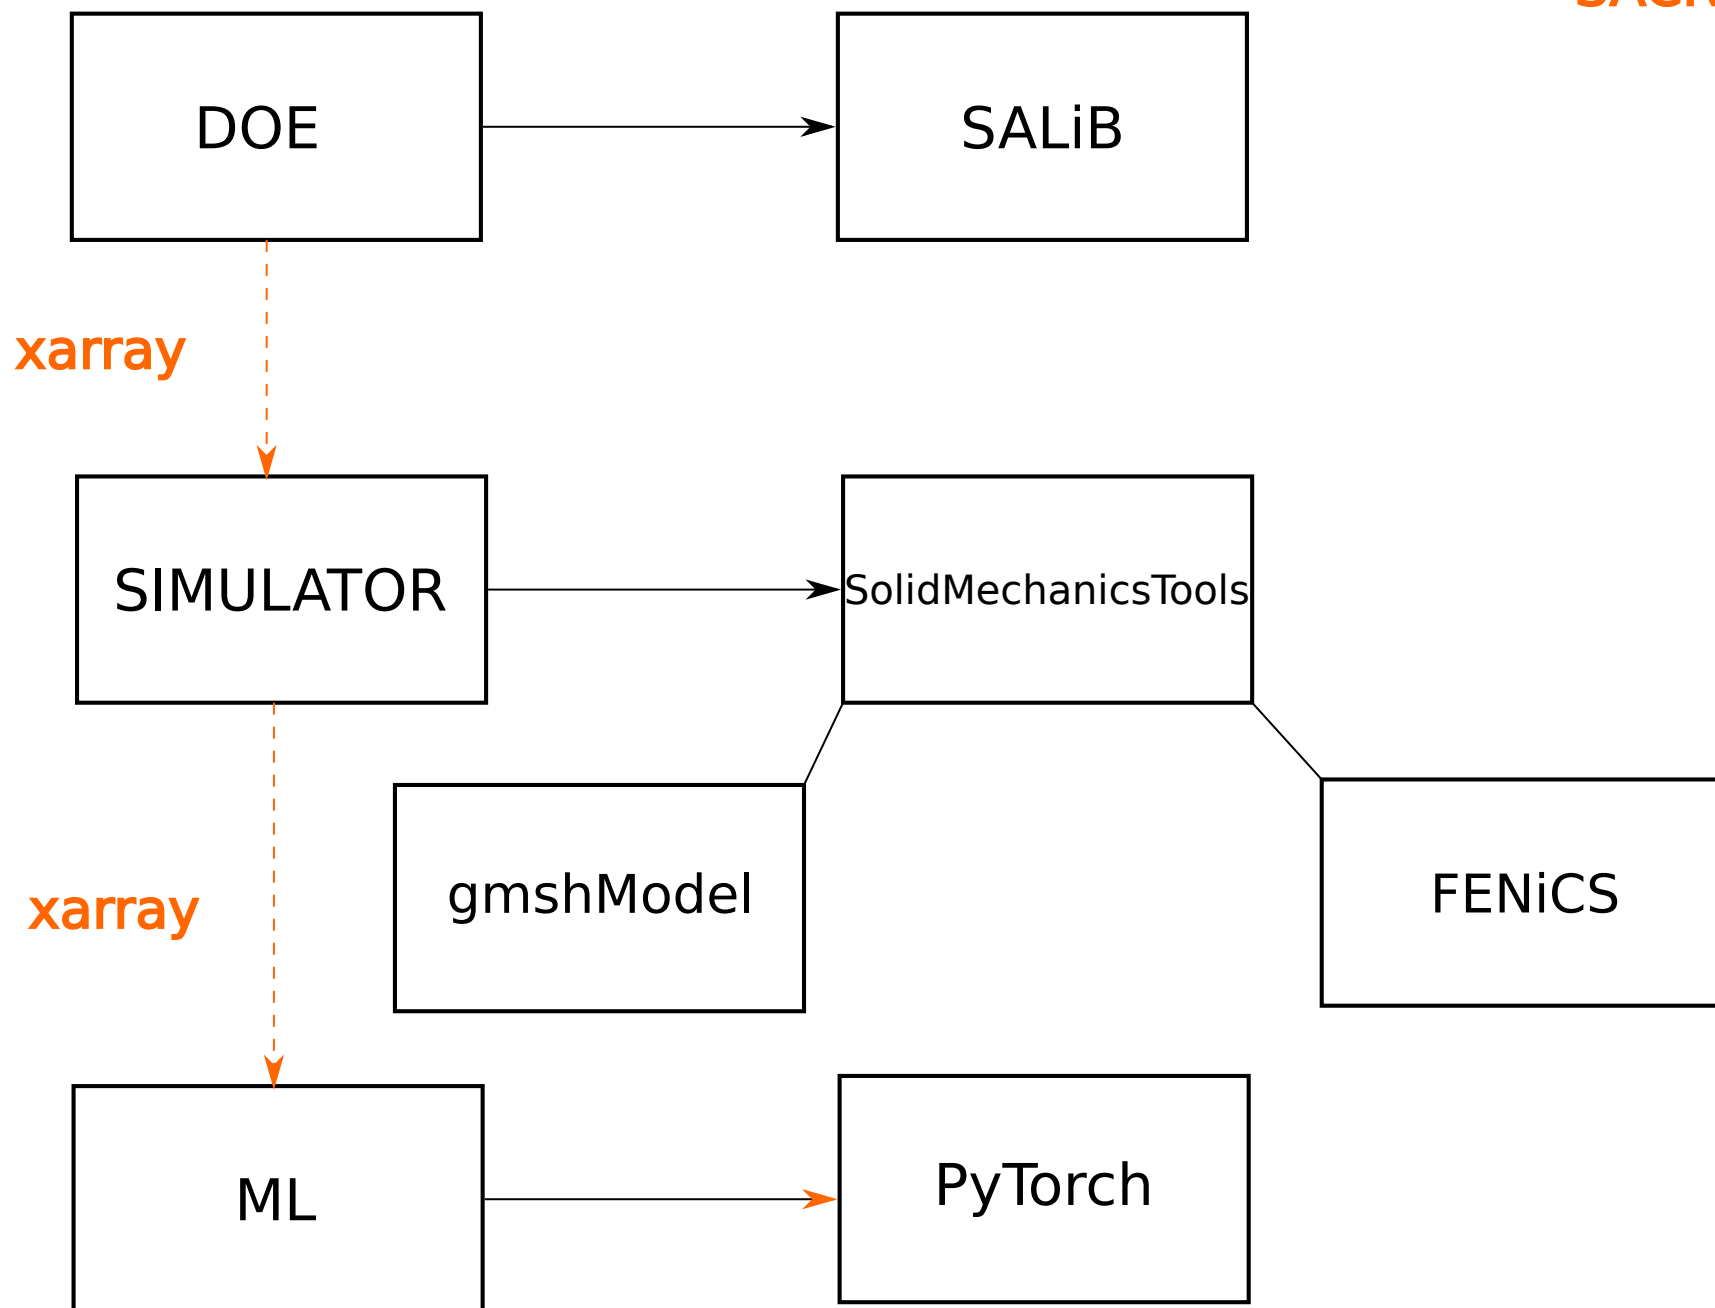 DOE
SALiB
xarray
SIMULATOR
SolidMechanicsTools
gmshModel
FENiCS
xarray
ML
PyTorch